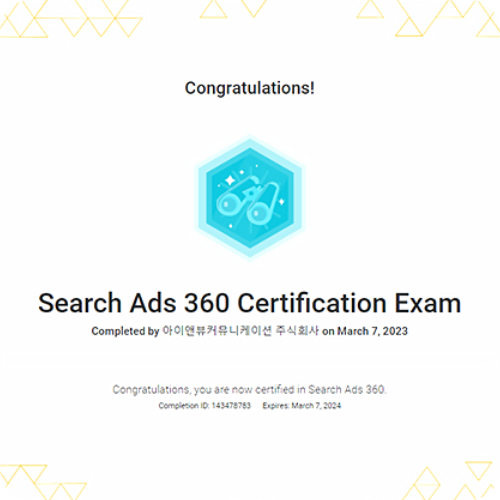 Congratulations!
Search Ads 360 Certification Exam
Completed by 아이앤뷰커뮤니케이션 주식회사 on March 7, 2023
Congratulations, you are now certified in Search Ads 360.
Completion ID: 143478783 Expires: March 7, 2024